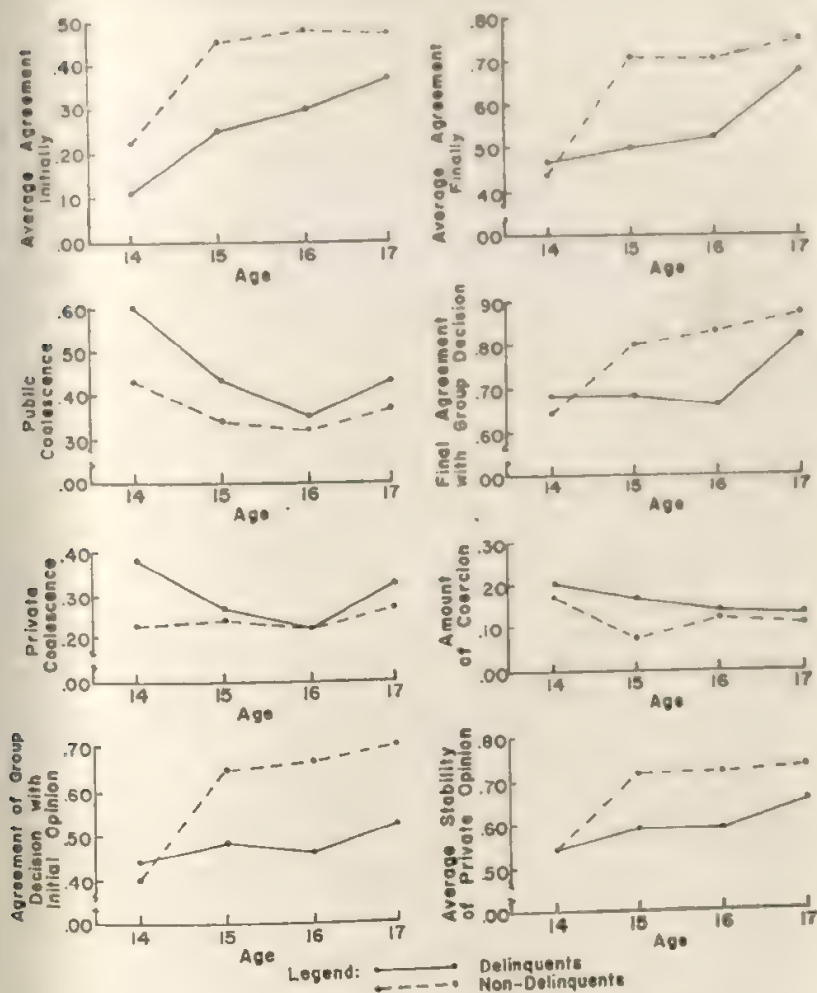 Average Agreement
Initially
.50
.40
.30
.20
.10
.00
14 15 16 17
Age
Average Agreement
Finally
.80
.70
.60
.50
.40
.00
14 15 16 17
Age
Public
Coalescence
.60
.50
.40
.30
.00
14 15 16 17
Age
Final Agreement
with Group Decision
.90
.80
.70
.60
.00
14 15 16 17
Age
Private
Coalescence
.40
.30
.20
.00
14 15 16 17
Age
Amount
of Coercion
.30
.20
.10
.00
14 15 16 17
Age
Agreement of Group
Decision with
Initial Opinion
.70
.60
.50
.40
.00
14 15 16 17
Age
Average Stability
of Private Opinion
.80
.70
.60
.50
.00
14 15 16 17
Age
Legend: Delinquents
Non-Delinquents